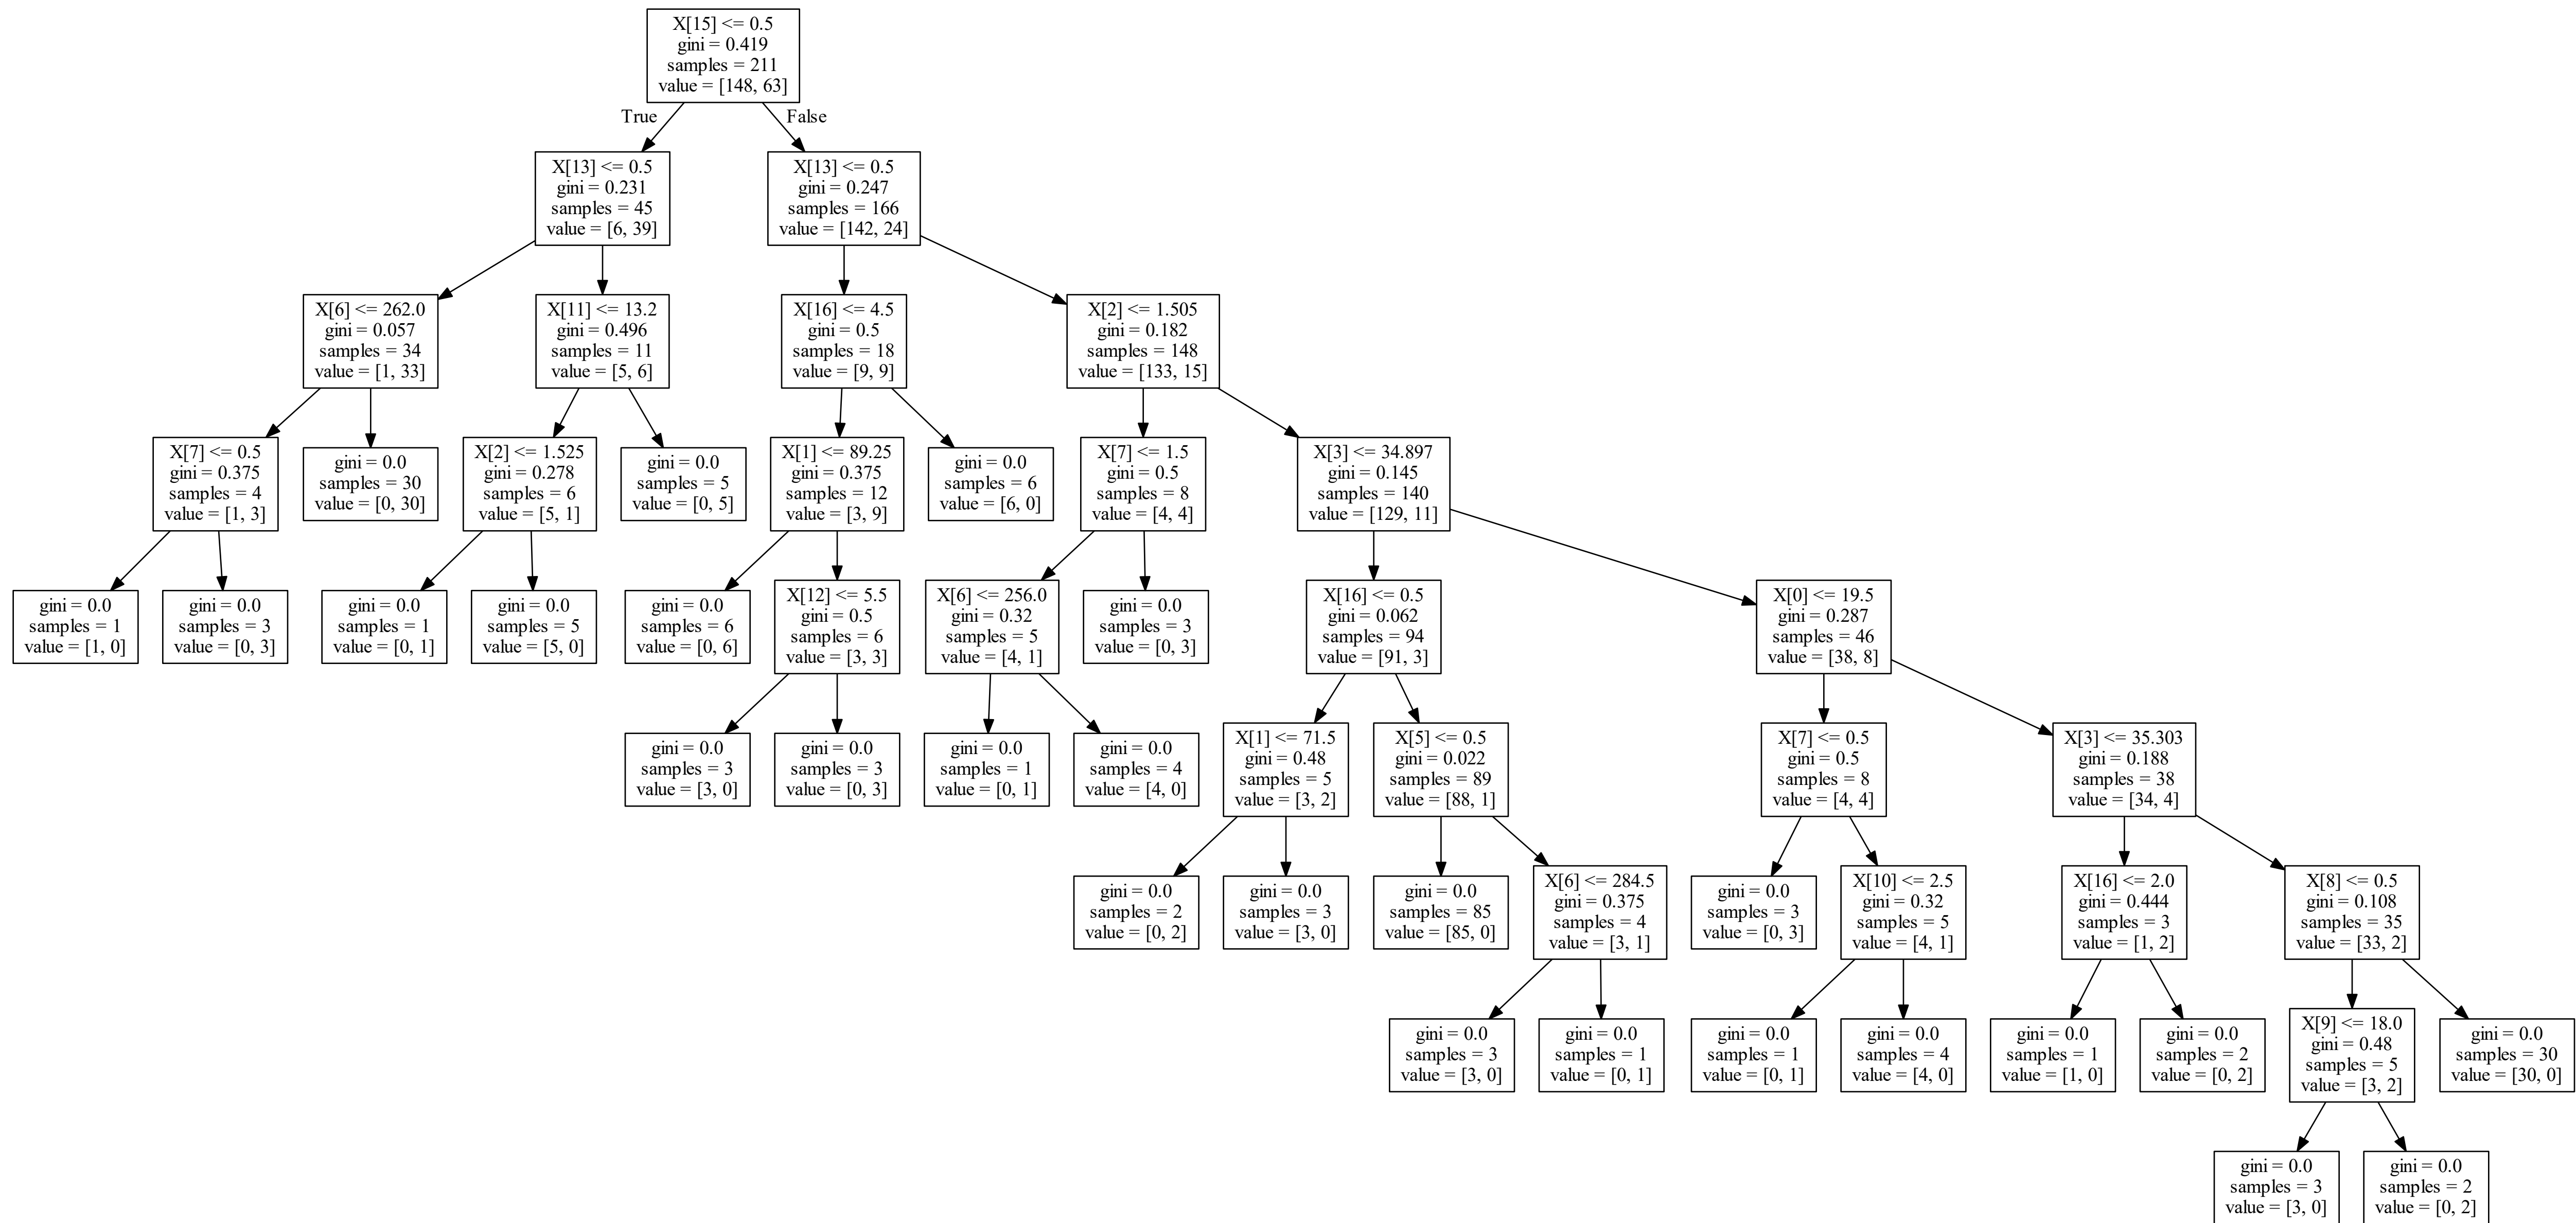 X[15] <= 0.5
gini = 0.419
samples = 211
value = [148, 63]
True
False
X[13] <= 0.5
gini = 0.231
samples = 45
value = [6, 39]
X[13] <= 0.5
gini = 0.247
samples = 166
value = [142, 24]
X[6] <= 262.0
gini = 0.057
samples = 34
value = [1, 33]
X[11] <= 13.2
gini = 0.496
samples = 11
value = [5, 6]
X[16] <= 4.5
gini = 0.5
samples = 18
value = [9, 9]
X[2] <= 1.505
gini = 0.182
samples = 148
value = [133, 15]
X[7] <= 0.5
gini = 0.375
samples = 4
value = [1, 3]
gini = 0.0
samples = 30
value = [0, 30]
X[2] <= 1.525
gini = 0.278
samples = 6
value = [5, 1]
gini = 0.0
samples = 5
value = [0, 5]
X[1] <= 89.25
gini = 0.375
samples = 12
value = [3, 9]
gini = 0.0
samples = 6
value = [6, 0]
X[7] <= 1.5
gini = 0.5
samples = 8
value = [4, 4]
X[3] <= 34.897
gini = 0.145
samples = 140
value = [129, 11]
gini = 0.0
samples = 1
value = [1, 0]
gini = 0.0
samples = 3
value = [0, 3]
gini = 0.0
samples = 1
value = [0, 1]
gini = 0.0
samples = 5
value = [5, 0]
gini = 0.0
samples = 6
value = [0, 6]
X[12] <= 5.5
gini = 0.5
samples = 6
value = [3, 3]
X[6] <= 256.0
gini = 0.32
samples = 5
value = [4, 1]
gini = 0.0
samples = 3
value = [0, 3]
X[16] <= 0.5
gini = 0.062
samples = 94
value = [91, 3]
X[0] <= 19.5
gini = 0.287
samples = 46
value = [38, 8]
gini = 0.0
samples = 3
value = [3, 0]
gini = 0.0
samples = 3
value = [0, 3]
gini = 0.0
samples = 1
value = [0, 1]
gini = 0.0
samples = 4
value = [4, 0]
X[1] <= 71.5
gini = 0.48
samples = 5
value = [3, 2]
X[5] <= 0.5
gini = 0.022
samples = 89
value = [88, 1]
X[7] <= 0.5
gini = 0.5
samples = 8
value = [4, 4]
X[3] <= 35.303
gini = 0.188
samples = 38
value = [34, 4]
gini = 0.0
samples = 2
value = [0, 2]
gini = 0.0
samples = 3
value = [3, 0]
gini = 0.0
samples = 85
value = [85, 0]
X[6] <= 284.5
gini = 0.375
samples = 4
value = [3, 1]
gini = 0.0
samples = 3
value = [0, 3]
X[10] <= 2.5
gini = 0.32
samples = 5
value = [4, 1]
X[16] <= 2.0
gini = 0.444
samples = 3
value = [1, 2]
X[8] <= 0.5
gini = 0.108
samples = 35
value = [33, 2]
gini = 0.0
samples = 3
value = [3, 0]
gini = 0.0
samples = 1
value = [0, 1]
gini = 0.0
samples = 1
value = [0, 1]
gini = 0.0
samples = 4
value = [4, 0]
gini = 0.0
samples = 1
value = [1, 0]
gini = 0.0
samples = 2
value = [0, 2]
X[9] <= 18.0
gini = 0.48
samples = 5
value = [3, 2]
gini = 0.0
samples = 30
value = [30, 0]
gini = 0.0
samples = 3
value = [3, 0]
gini = 0.0
samples = 2
value = [0, 2]